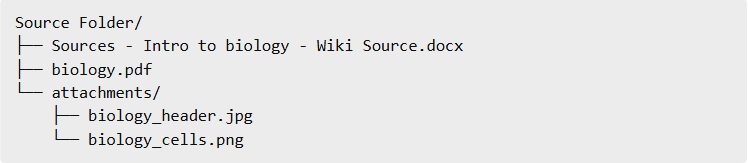 Source Folder/
├── Sources - Intro to biology - Wiki Source.docx
├── biology.pdf
└── attachments/
    ├── biology_header.jpg
    └── biology_cells.png